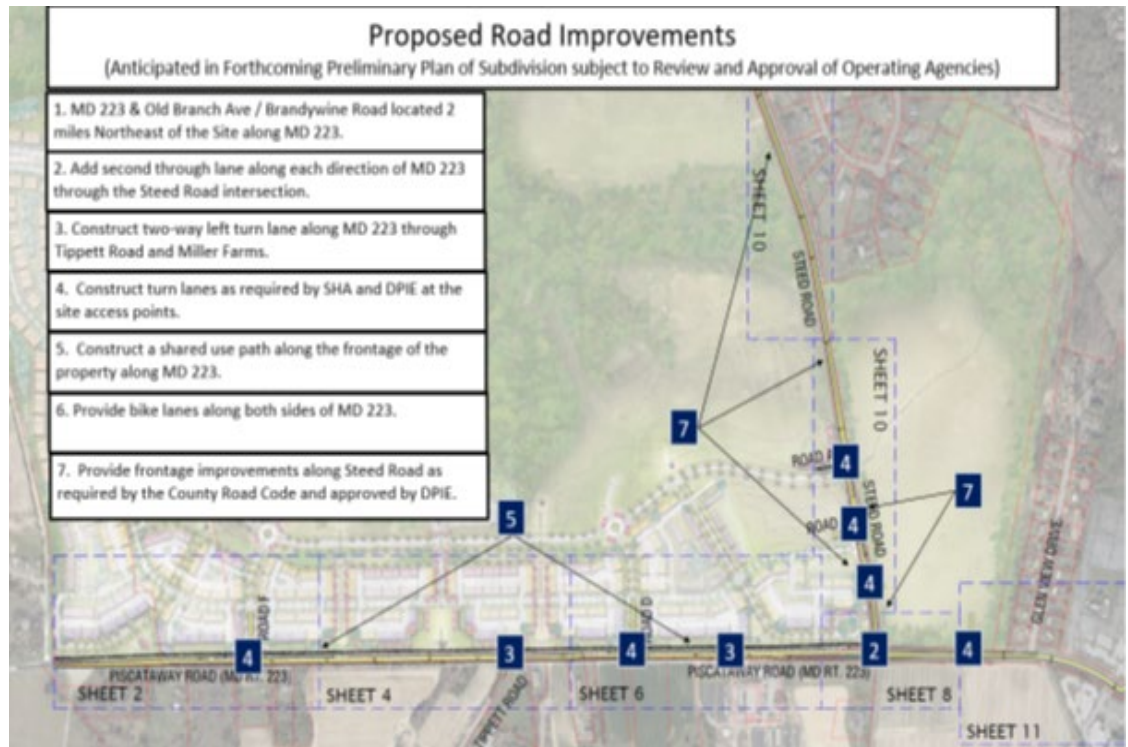 Proposed Road Improvements
(Anticipated in Forthcoming Preliminary Plan of Subdivision subject to Review and Approval of Operating Agencies)
1. MD 223 & Old Branch Ave / Brandywine Road located 2
miles Northeast of the Site along MD 223.
2. Add second through lane along each direction of MD 223
through the Steed Road intersection.
3. Construct two-way left turn lane along MD 223 through
Tippett Road and Miller Farms.
4. Construct turn lanes as required by SHA and DPIE at the
site access points.
5. Construct a shared use path along the frontage of the
property along MD 223.
6. Provide bike lanes along both sides of MD 223.
7. Provide frontage improvements along Steed Road as
required by the County Road Code and approved by DPIE.
SHEET 10
STEED ROAD
SHEET 10
7
ROAD
4
7
5
ROAD
4
STEED ROAD
GLEN VIEW DRIVE
4
ROAD F
4
3
4
3
2
4
PISCATAWAY ROAD (MD RT. 223)
PISCATAWAY ROAD (MD RT. 223)
SHEET 2
SHEET 4
TIPPETT ROAD
SHEET 6
SHEET 8
SHEET 11